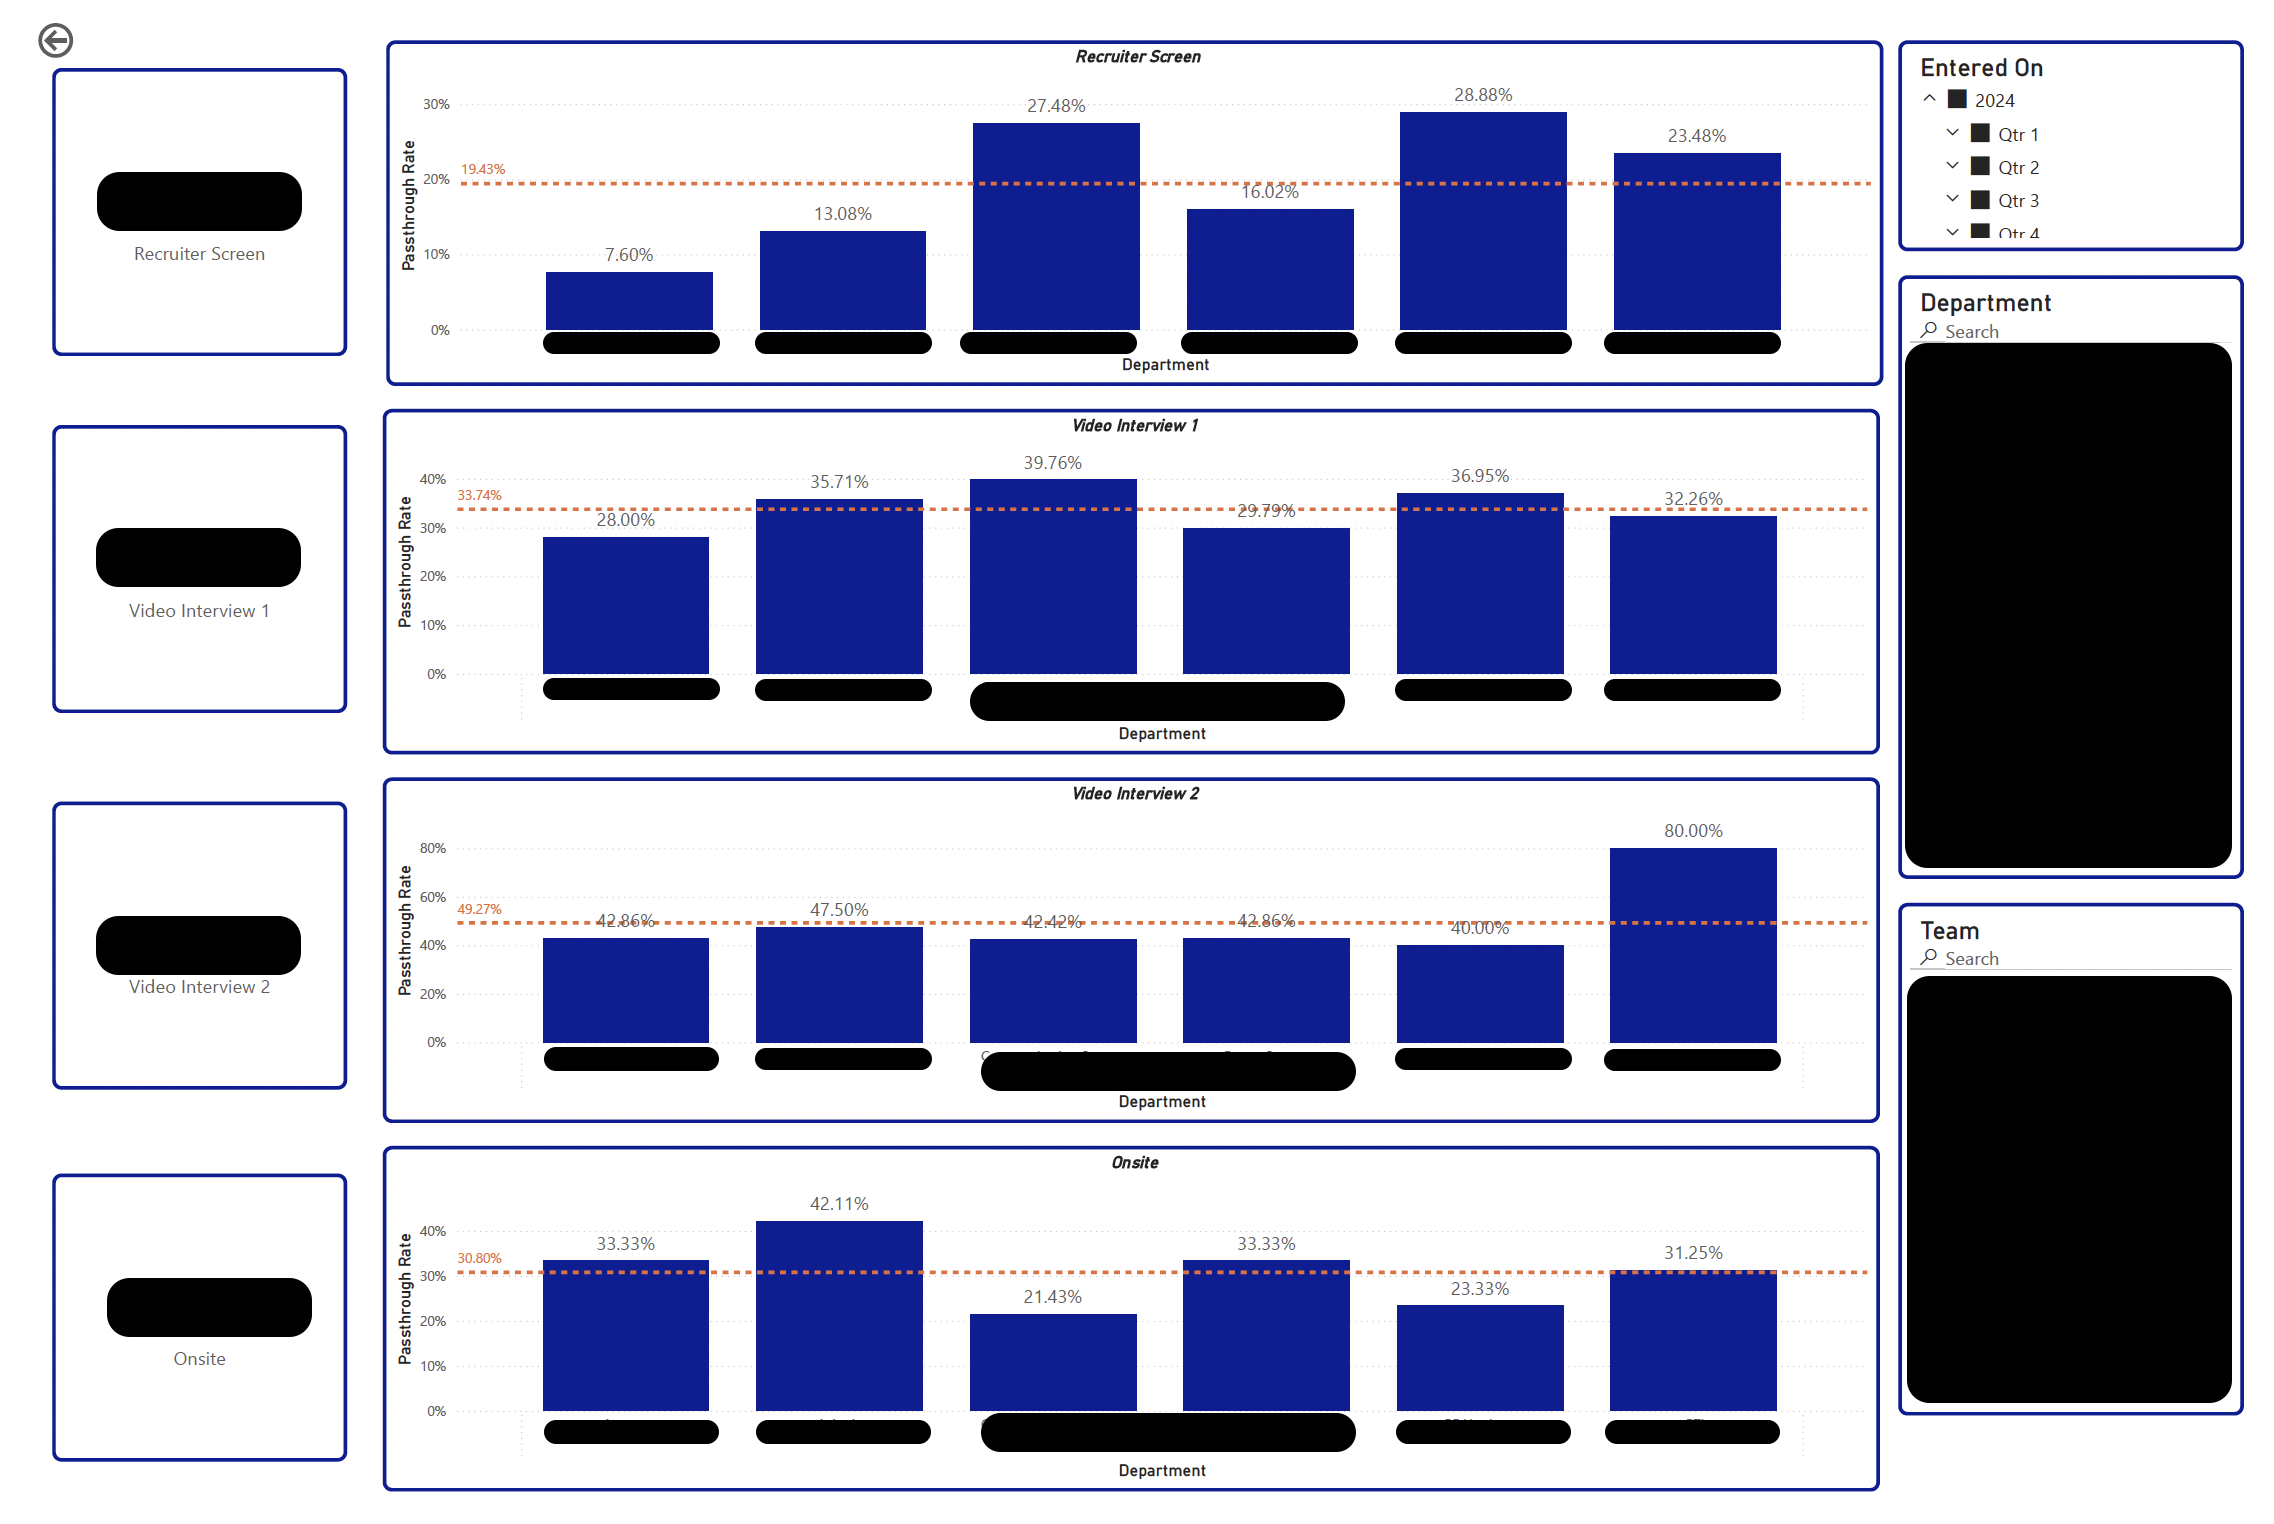 Recruiter Screen
Video Interview 1
Video Interview 2
Onsite
Recruiter Screen
Passthrough Rate
30%
20%
10%
0%
19.43%
7.60%
13.08%
27.48%
16.02%
28.88%
23.48%
Department
Video Interview 1
Passthrough Rate
40%
30%
20%
10%
0%
33.74%
28.00%
35.71%
39.76%
29.79%
36.95%
32.26%
Department
Video Interview 2
Passthrough Rate
80%
60%
40%
20%
0%
49.27%
42.86%
47.50%
42.42%
42.86%
40.00%
80.00%
Department
Onsite
Passthrough Rate
40%
30%
20%
10%
0%
30.80%
33.33%
42.11%
21.43%
33.33%
23.33%
31.25%
Department
Entered On
2024
Qtr 1
Qtr 2
Qtr 3
Qtr 4
Department
Search
Team
Search